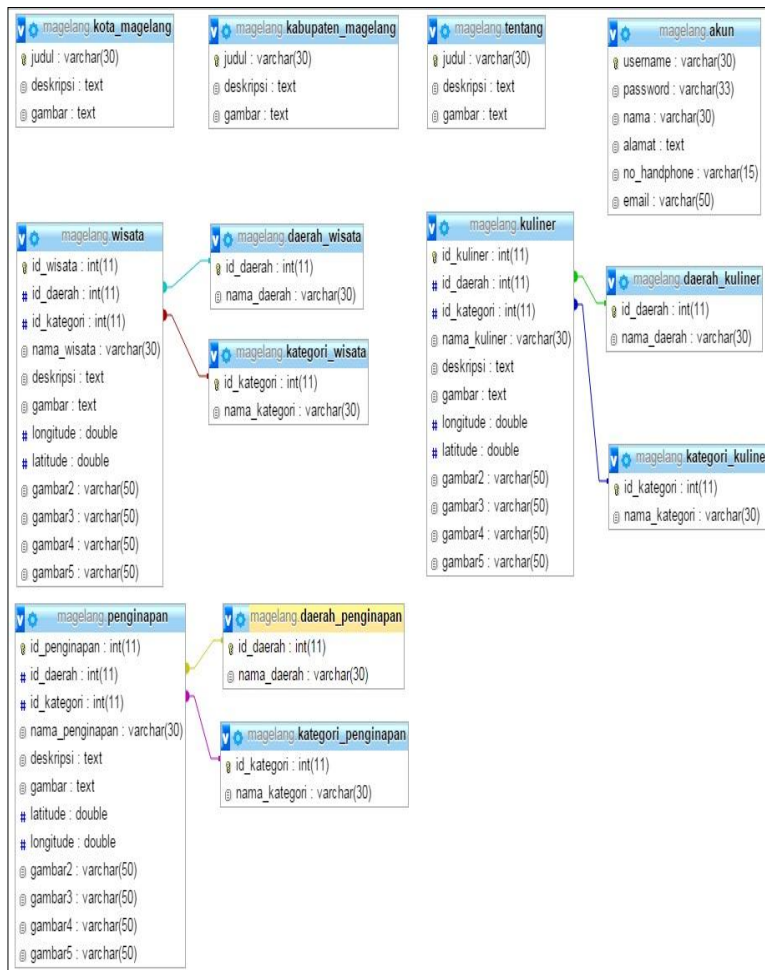 magelang.kota_magelang
judul : varchar(30)
deskripsi : text
gambar : text
magelang.kabupaten_magelang
judul : varchar(30)
deskripsi : text
gambar : text
magelang.tentang
judul : varchar(30)
deskripsi : text
gambar : text
magelang.akun
username : varchar(30)
password : varchar(33)
nama : varchar(30)
alamat : text
no_handphone : varchar(15)
email : varchar(50)
magelang.wisata
id_wisata : int(11)
id_daerah : int(11)
id_kategori : int(11)
nama_wisata : varchar(30)
deskripsi : text
gambar : text
longitude : double
latitude : double
gambar2 : varchar(50)
gambar3 : varchar(50)
gambar4 : varchar(50)
gambar5 : varchar(50)
magelang.daerah_wisata
id_daerah : int(11)
nama_daerah : varchar(30)
magelang.kategori_wisata
id_kategori : int(11)
nama_kategori : varchar(30)
magelang.kuliner
id_kuliner : int(11)
id_daerah : int(11)
id_kategori : int(11)
nama_kuliner : varchar(30)
deskripsi : text
gambar : text
longitude : double
latitude : double
gambar2 : varchar(50)
gambar3 : varchar(50)
gambar4 : varchar(50)
gambar5 : varchar(50)
magelang.daerah_kuliner
id_daerah : int(11)
nama_daerah : varchar(30)
magelang.kategori_kuliner
id_kategori : int(11)
nama_kategori : varchar(30)
magelang.penginapan
id_penginapan : int(11)
id_daerah : int(11)
id_kategori : int(11)
nama_penginapan : varchar(30)
deskripsi : text
gambar : text
latitude : double
longitude : double
gambar2 : varchar(50)
gambar3 : varchar(50)
gambar4 : varchar(50)
gambar5 : varchar(50)
magelang.daerah_penginapan
id_daerah : int(11)
nama_daerah : varchar(30)
magelang.kategori_penginapan
id_kategori : int(11)
nama_kategori : varchar(30)